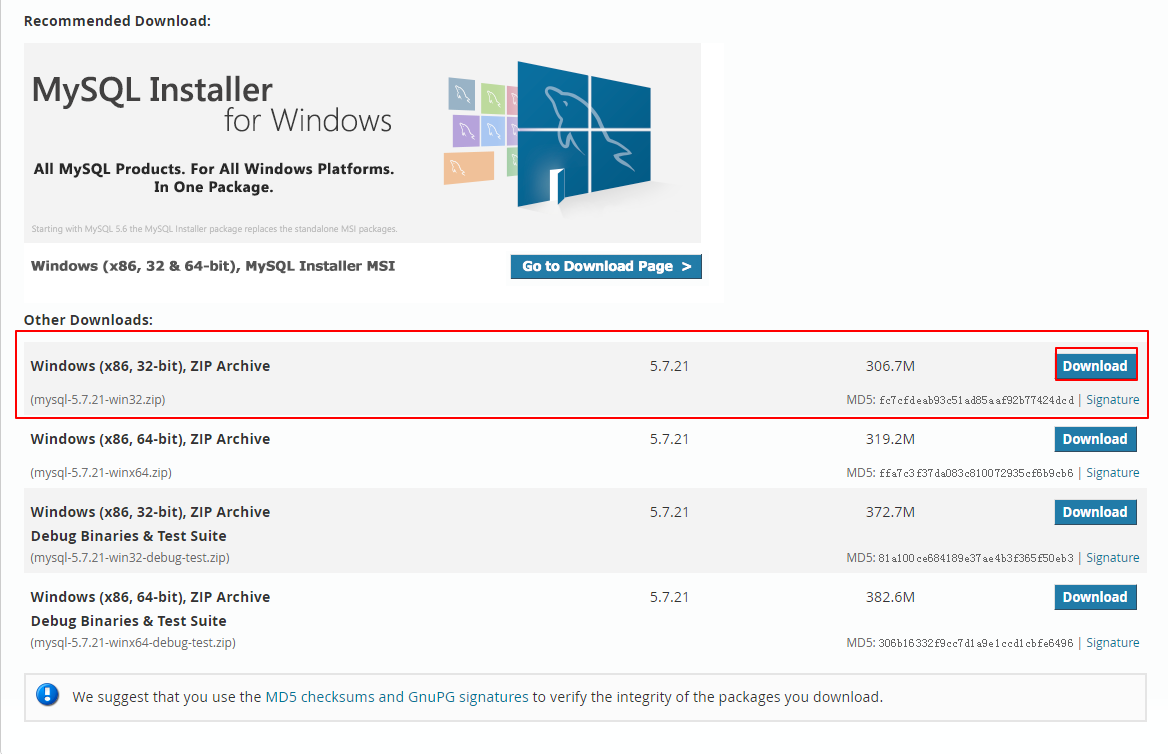 Recommended Download:
MySQL Installer
for Windows
All MySQL Products. For All Windows Platforms.
In One Package.
Starting with MySQL 5.6 the MySQL Installer package replaces the standalone MSI packages.
Windows (x86, 32 & 64-bit), MySQL Installer MSI
Go to Download Page >
Other Downloads:
Windows (x86, 32-bit), ZIP Archive 5.7.21 306.7M Download
(mysql-5.7.21-win32.zip) MD5: fc7cfdeab93c51ad85aaf92b77424dcd | Signature
Windows (x86, 64-bit), ZIP Archive 5.7.21 319.2M Download
(mysql-5.7.21-winx64.zip) MD5: ffa7c3f37da083c810072935cf6b9cb6 | Signature
Windows (x86, 32-bit), ZIP Archive 5.7.21 372.7M Download
Debug Binaries & Test Suite
(mysql-5.7.21-win32-debug-test.zip) MD5: 81a100ce684189e37ae4b3f365f50eb3 | Signature
Windows (x86, 64-bit), ZIP Archive 5.7.21 382.6M Download
Debug Binaries & Test Suite
(mysql-5.7.21-winx64-debug-test.zip) MD5: 306b16332f9cc7d1a9e1ccd1cbfe6496 | Signature
We suggest that you use the MD5 checksums and GnuPG signatures to verify the integrity of the packages you download.